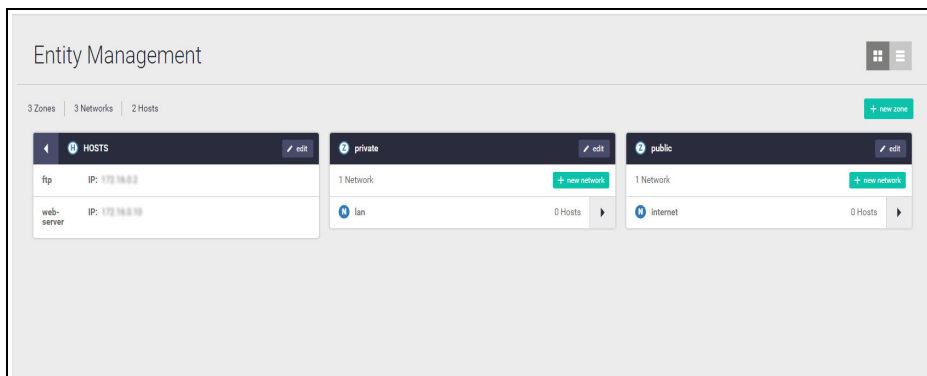 Entity Management
3 Zones 3 Networks 2 Hosts
+ new zone
H HOSTS
edit
ftp IP:
web-
server IP:
Z private
edit
1 Network
+ new network
N lan 0 Hosts
Z public
edit
1 Network
+ new network
N internet 0 Hosts